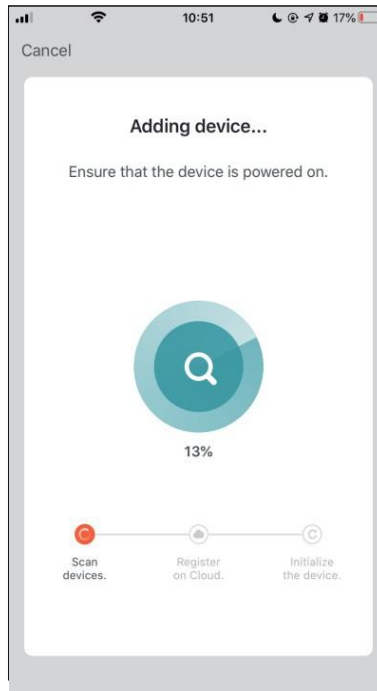 10:51
17%
Cancel
Adding device...
Ensure that the device is powered on.
13%
Scan
devices.
Register
on Cloud.
Initialize
the device.